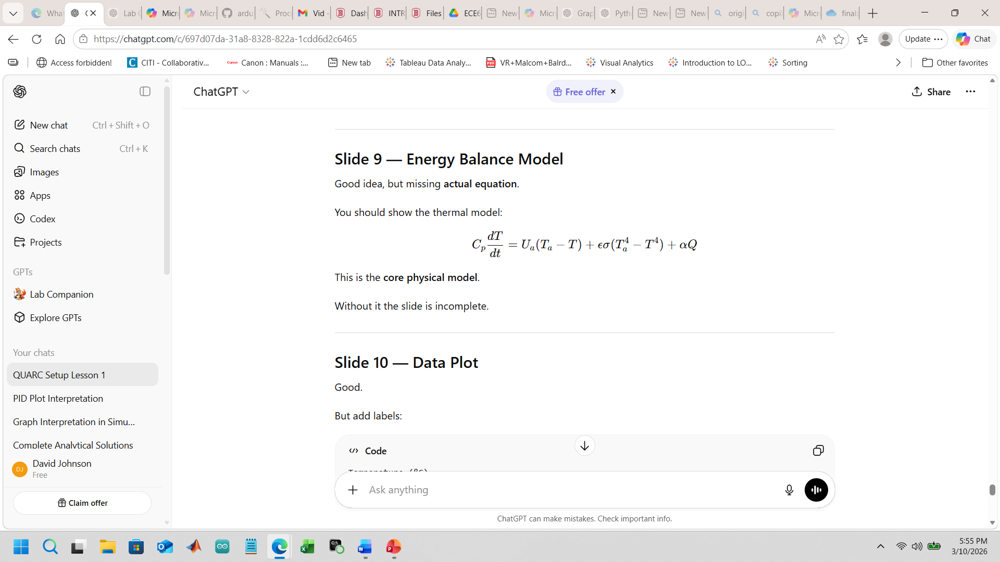 Wha
C
Lab C
Micr
Micr
ardu
Proc
Vid -
Dash
INTR
Files
ECE6
New
Micr
Grap
Pyth
New
New
origi
copil
Micr
final:
https://chatgpt.com/c/697d07da-31a8-8328-822a-1cdd6d2c6465
Update
Chat
Access forbidden!
CITI - Collaborativ...
Canon : Manuals :...
New tab
Tableau Data Analy...
VR+Malcom+Balrd...
Visual Analytics
Introduction to LO...
Sorting
Other favorites
ChatGPT
Free offer
Share
New chat Ctrl + Shift + O
Search chats Ctrl + K
Images
Apps
Codex
Projects
GPTs
Lab Companion
Explore GPTs
Your chats
QUARC Setup Lesson 1
PID Plot Interpretation
Graph Interpretation in Simu...
Complete Analytical Solutions
DJ
David Johnson
Free
Claim offer
Slide 9 — Energy Balance Model
Good idea, but missing actual equation.
You should show the thermal model:
C_p dT/dt = U_a(T_a − T) + ϵσ(T_a^4 − T^4) + αQ
This is the core physical model.
Without it the slide is incomplete.
Slide 10 — Data Plot
Good.
But add labels:
Code
Ask anything
ChatGPT can make mistakes. Check important info.
5:55 PM
3/10/2026